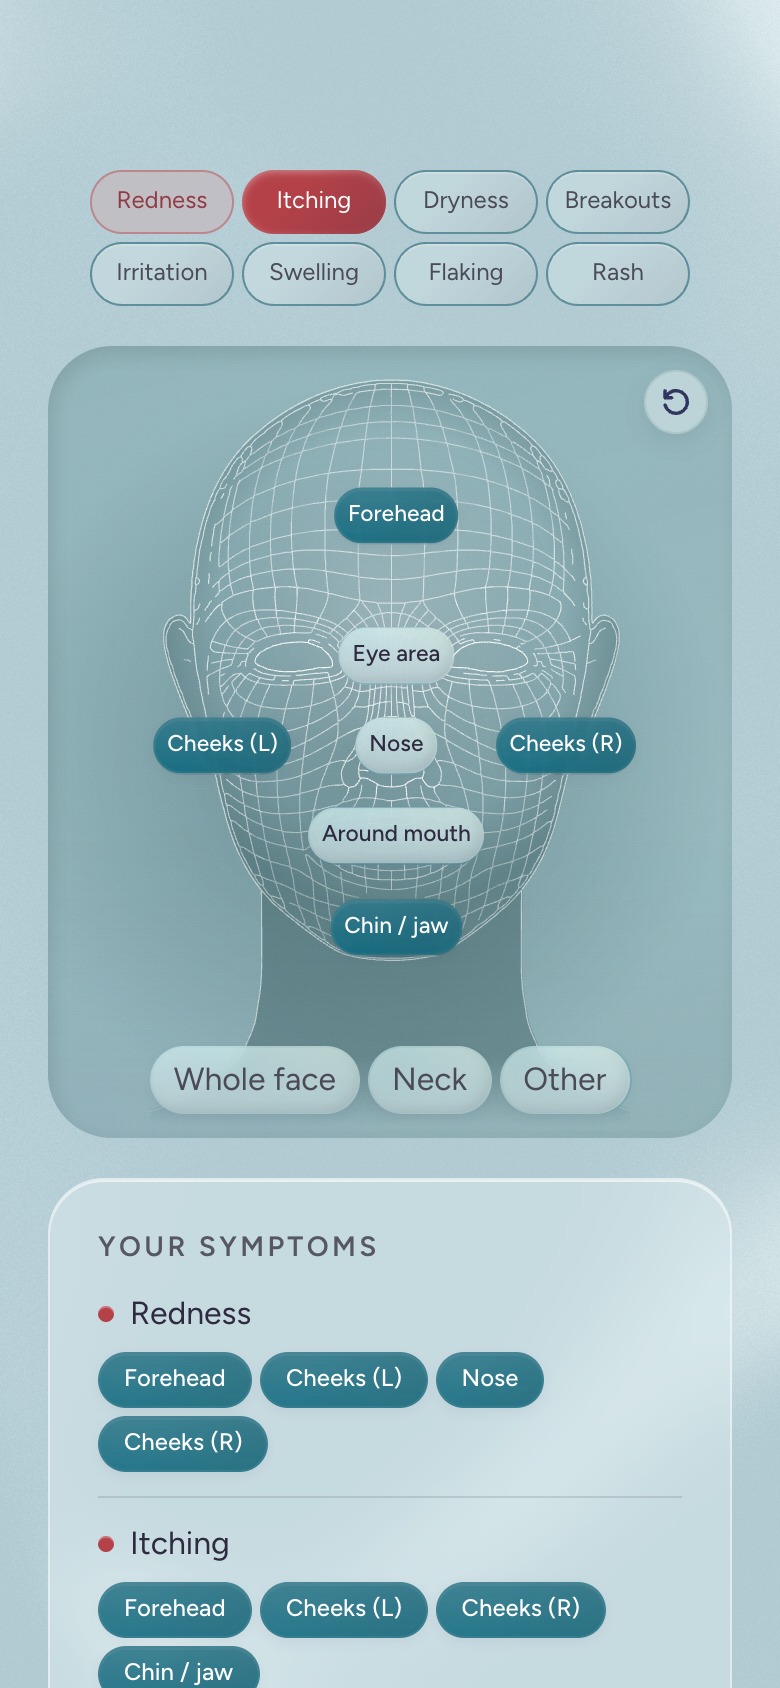 Redness Itching Dryness Breakouts
Irritation Swelling Flaking Rash
Forehead
Eye area
Cheeks (L) Nose Cheeks (R)
Around mouth
Chin / jaw
Whole face Neck Other
YOUR SYMPTOMS
Redness
Forehead Cheeks (L) Nose
Cheeks (R)
Itching
Forehead Cheeks (L) Cheeks (R)
Chin / jaw